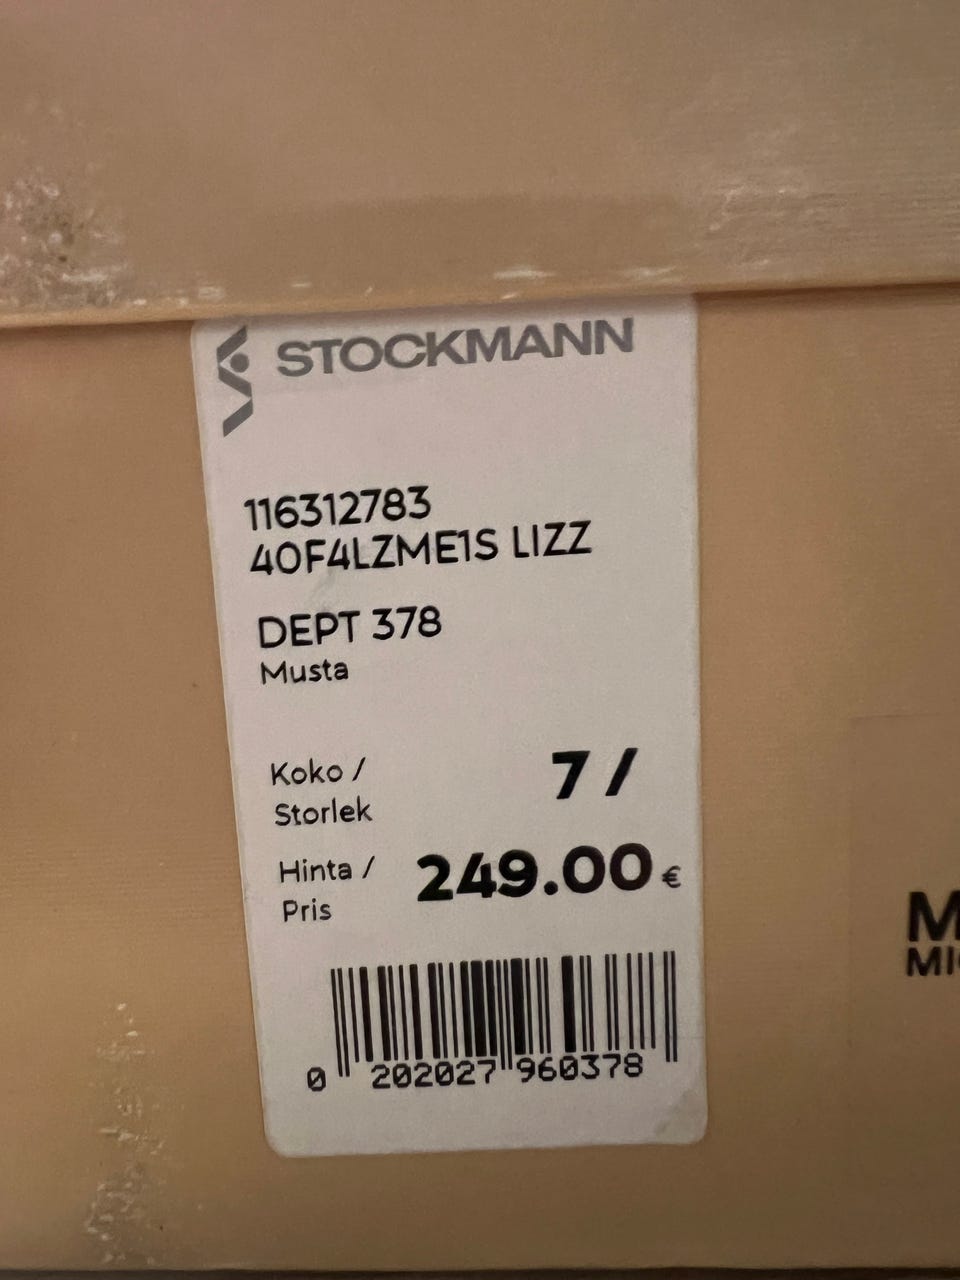 STOCKMANN
116312783
40F4LZME1S LIZZ
DEPT 378
Musta
Koko /
Storlek
7 /
Hinta /
Pris
249.00 €
0 202027 960378